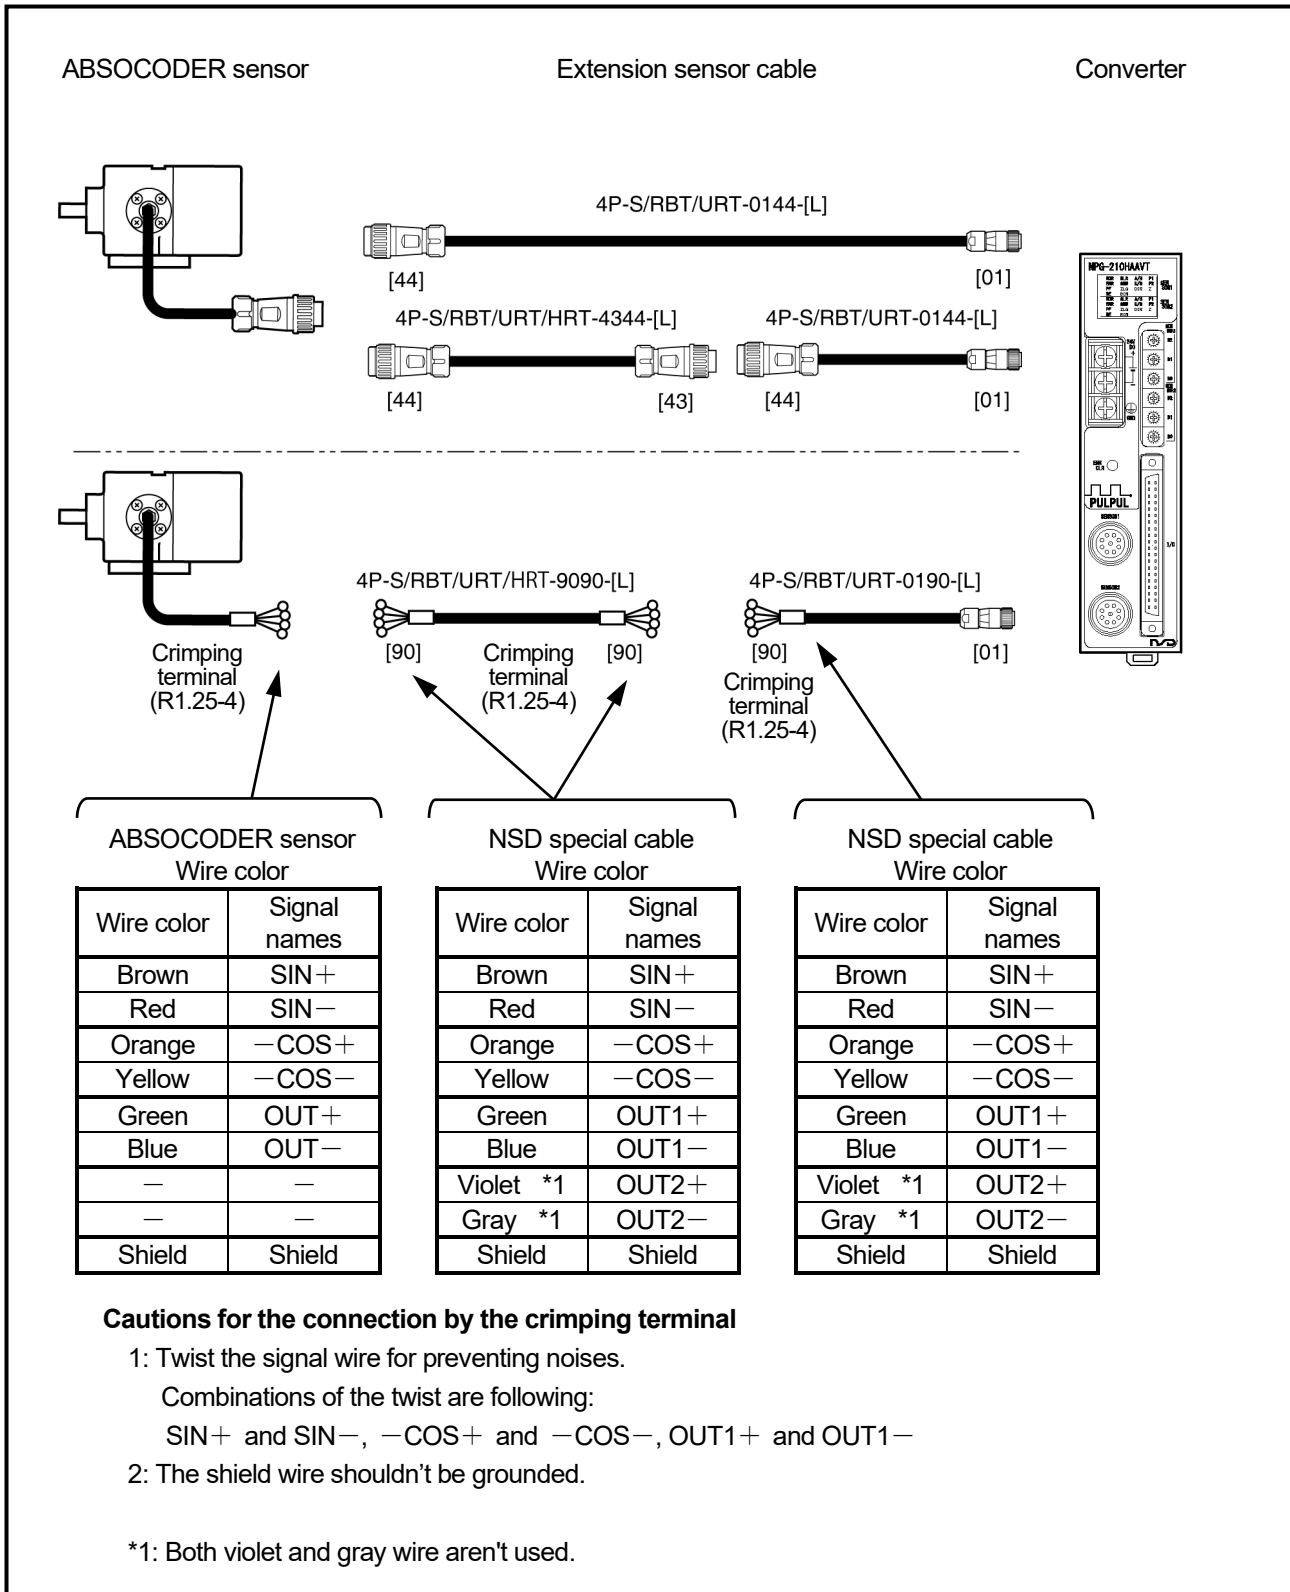 ABSOCODER sensor Extension sensor cable Converter
4P-S/RBT/URT-0144-[L]
[44] [01]
4P-S/RBT/URT/HRT-4344-[L] 4P-S/RBT/URT-0144-[L]
[44] [43] [44] [01]
NPG-210HAAVT
PULPUL
SENSOR1
I/O
SENSOR2
NSD
4P-S/RBT/URT/HRT-9090-[L] 4P-S/RBT/URT-0190-[L]
Crimping
terminal
(R1.25-4)
[90] Crimping [90]
terminal
(R1.25-4)
[90] [01]
Crimping
terminal
(R1.25-4)
ABSOCODER sensor
Wire color
Wire color Signal names
Brown SIN+
Red SIN−
Orange −COS+
Yellow −COS−
Green OUT+
Blue OUT−
− −
− −
Shield Shield
NSD special cable
Wire color
Wire color Signal names
Brown SIN+
Red SIN−
Orange −COS+
Yellow −COS−
Green OUT1+
Blue OUT1−
Violet *1 OUT2+
Gray *1 OUT2−
Shield Shield
NSD special cable
Wire color
Wire color Signal names
Brown SIN+
Red SIN−
Orange −COS+
Yellow −COS−
Green OUT1+
Blue OUT1−
Violet *1 OUT2+
Gray *1 OUT2−
Shield Shield
Cautions for the connection by the crimping terminal
1: Twist the signal wire for preventing noises.
Combinations of the twist are following:
SIN+ and SIN−, −COS+ and −COS−, OUT1+ and OUT1−
2: The shield wire shouldn't be grounded.
*1: Both violet and gray wire aren't used.